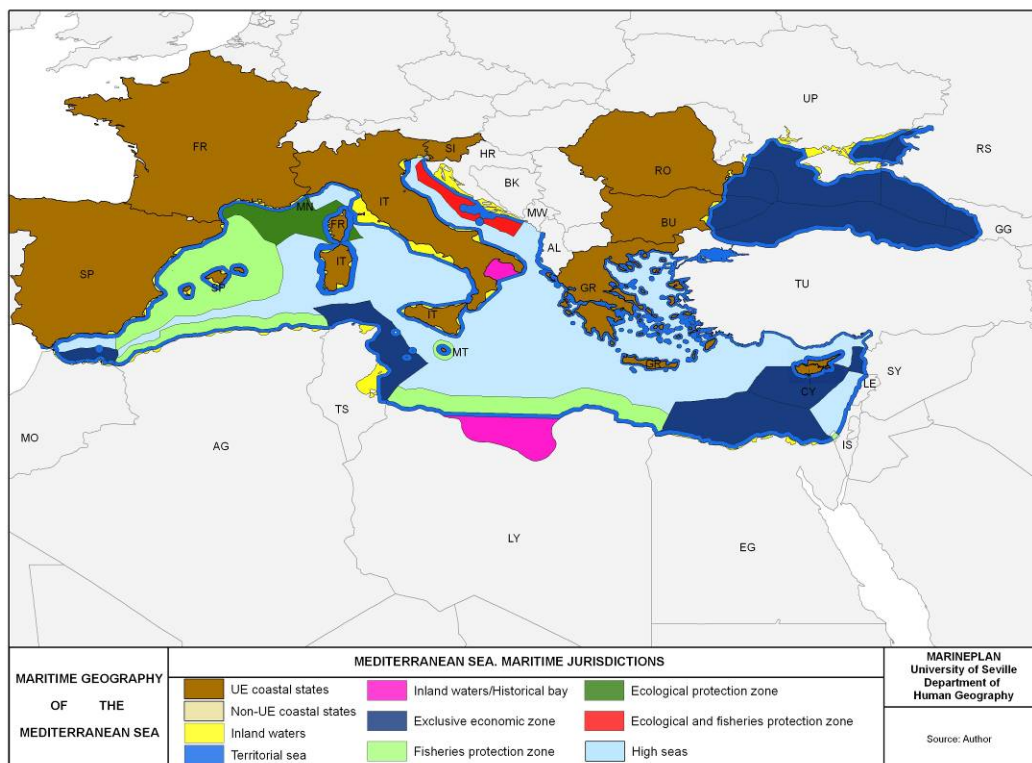 UP
FR
SI
HR
RS
RO
BK
MN
IT
MW
BU
GG
FR
AL
SP
IT
TU
SP
GR
IT
MT
GR
SY
LE
CY
TS
MO
AG
IS
LY
EG
MARITIME GEOGRAPHY
OF THE
MEDITERRANEAN SEA
MEDITERRANEAN SEA. MARITIME JURISDICTIONS
UE coastal states
Non-UE coastal states
Inland waters
Territorial sea
Inland waters/Historical bay
Exclusive economic zone
Fisheries protection zone
Ecological protection zone
Ecological and fisheries protection zone
High seas
MARINEPLAN
University of Seville
Department of
Human Geography
Source: Author